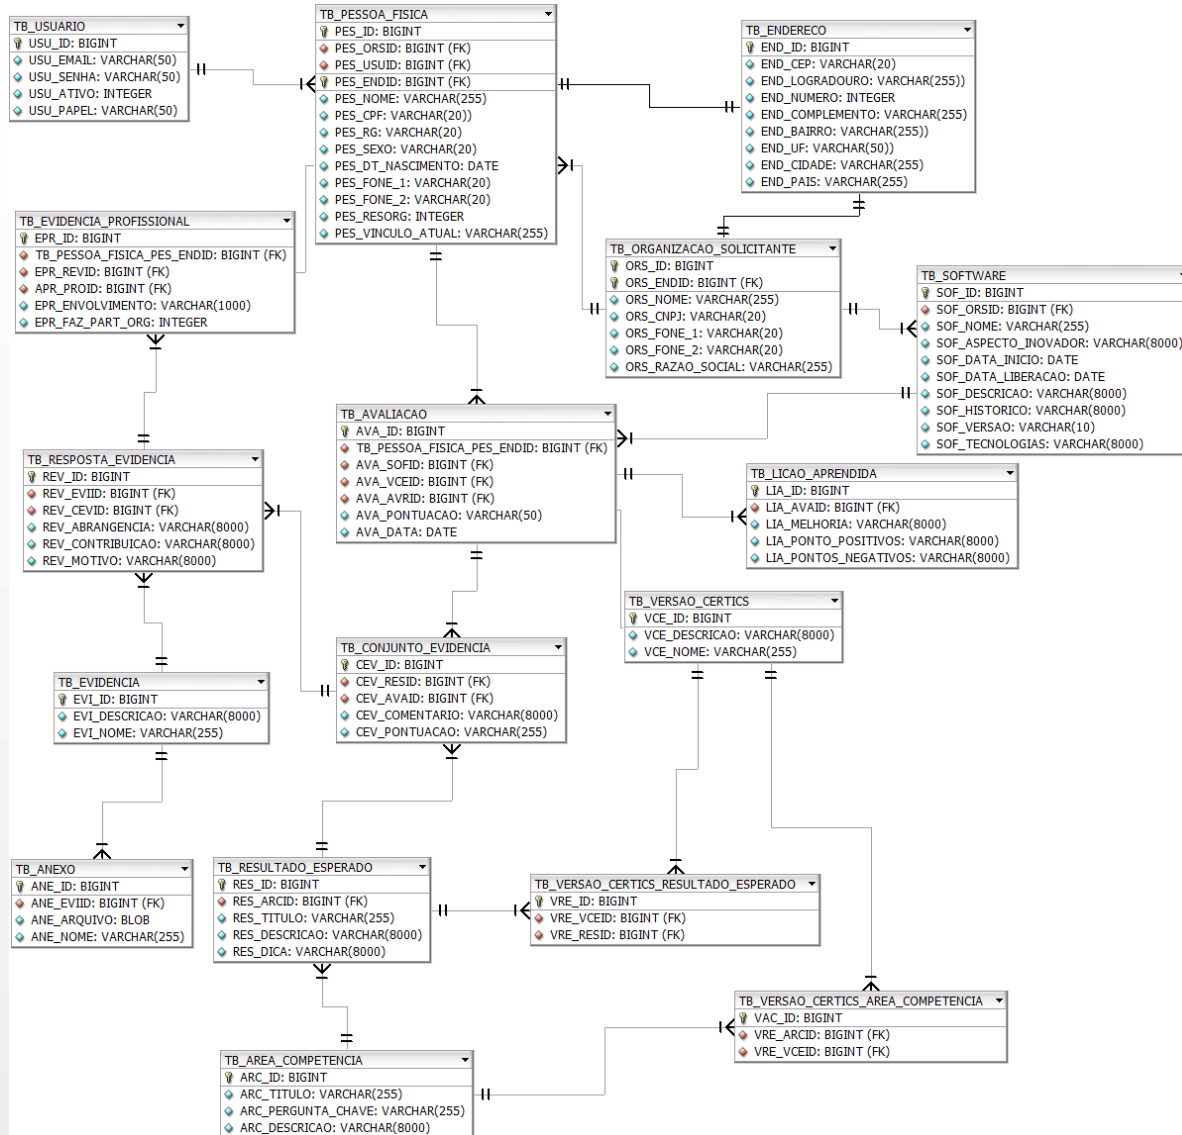 TB_USUARIO
USU_ID: BIGINT
USU_EMAIL: VARCHAR(50)
USU_SENHA: VARCHAR(50)
USU_ATIVO: INTEGER
USU_PAPEL: VARCHAR(50)
TB_PESSOA_FISICA
PES_ID: BIGINT
PES_ORSID: BIGINT (FK)
PES_USUID: BIGINT (FK)
PES_ENDID: BIGINT (FK)
PES_NOME: VARCHAR(255)
PES_CPF: VARCHAR(20))
PES_RG: VARCHAR(20)
PES_SEXO: VARCHAR(20)
PES_DT_NASCIMENTO: DATE
PES_FONE_1: VARCHAR(20)
PES_FONE_2: VARCHAR(20)
PES_RESORG: INTEGER
PES_VINCULO_ATUAL: VARCHAR(255)
TB_ENDERECO
END_ID: BIGINT
END_CEP: VARCHAR(20)
END_LOGRADOURO: VARCHAR(255))
END_NUMERO: INTEGER
END_COMPLEMENTO: VARCHAR(255)
END_BAIRRO: VARCHAR(255))
END_UF: VARCHAR(50))
END_CIDADE: VARCHAR(255)
END_PAIS: VARCHAR(255)
TB_EVIDENCIA_PROFISSIONAL
EPR_ID: BIGINT
TB_PESSOA_FISICA_PES_ENDID: BIGINT (FK)
EPR_REVID: BIGINT (FK)
APR_PROID: BIGINT (FK)
EPR_ENVOLVIMENTO: VARCHAR(1000)
EPR_FAZ_PART_ORG: INTEGER
TB_ORGANIZACAO_SOLICITANTE
ORS_ID: BIGINT
ORS_ENDID: BIGINT (FK)
ORS_NOME: VARCHAR(255)
ORS_CNPJ: VARCHAR(20)
ORS_FONE_1: VARCHAR(20)
ORS_FONE_2: VARCHAR(20)
ORS_RAZAO_SOCIAL: VARCHAR(255)
TB_SOFTWARE
SOF_ID: BIGINT
SOF_ORSID: BIGINT (FK)
SOF_NOME: VARCHAR(255)
SOF_ASPECTO_INOVADOR: VARCHAR(8000)
SOF_DATA_INICIO: DATE
SOF_DATA_LIBERACAO: DATE
SOF_DESCRICAO: VARCHAR(8000)
SOF_HISTORICO: VARCHAR(8000)
SOF_VERSAO: VARCHAR(10)
SOF_TECNOLOGIAS: VARCHAR(8000)
TB_AVALIACAO
AVA_ID: BIGINT
TB_PESSOA_FISICA_PES_ENDID: BIGINT (FK)
AVA_SOFID: BIGINT (FK)
AVA_VCEID: BIGINT (FK)
AVA_AVRID: BIGINT (FK)
AVA_PONTUACAO: VARCHAR(50)
AVA_DATA: DATE
TB_RESPOSTA_EVIDENCIA
REV_ID: BIGINT
REV_EVIID: BIGINT (FK)
REV_CEVID: BIGINT (FK)
REV_ABRANGENCIA: VARCHAR(8000)
REV_CONTRIBUICAO: VARCHAR(8000)
REV_MOTIVO: VARCHAR(8000)
TB_LICAO_APRENDIDA
LIA_ID: BIGINT
LIA_AVAID: BIGINT (FK)
LIA_MELHORIA: VARCHAR(8000)
LIA_PONTO_POSITIVOS: VARCHAR(8000)
LIA_PONTOS_NEGATIVOS: VARCHAR(8000)
TB_VERSAO_CERTICS
VCE_ID: BIGINT
VCE_DESCRICAO: VARCHAR(8000)
VCE_NOME: VARCHAR(255)
TB_CONJUNTO_EVIDENCIA
CEV_ID: BIGINT
CEV_RESID: BIGINT (FK)
CEV_AVAID: BIGINT (FK)
CEV_COMENTARIO: VARCHAR(8000)
CEV_PONTUACAO: VARCHAR(255)
TB_EVIDENCIA
EVI_ID: BIGINT
EVI_DESCRICAO: VARCHAR(8000)
EVI_NOME: VARCHAR(255)
TB_ANEXO
ANE_ID: BIGINT
ANE_EVIID: BIGINT (FK)
ANE_ARQUIVO: BLOB
ANE_NOME: VARCHAR(255)
TB_RESULTADO_ESPERADO
RES_ID: BIGINT
RES_ARCID: BIGINT (FK)
RES_TITULO: VARCHAR(255)
RES_DESCRICAO: VARCHAR(8000)
RES_DICA: VARCHAR(8000)
TB_VERSAO_CERTICS_RESULTADO_ESPERADO
VRE_ID: BIGINT
VRE_VCEID: BIGINT (FK)
VRE_RESID: BIGINT (FK)
TB_VERSAO_CERTICS_AREA_COMPETENCIA
VAC_ID: BIGINT
VRE_ARCID: BIGINT (FK)
VRE_VCEID: BIGINT (FK)
TB_AREA_COMPETENCIA
ARC_ID: BIGINT
ARC_TITULO: VARCHAR(255)
ARC_PERGUNTA_CHAVE: VARCHAR(255)
ARC_DESCRICAO: VARCHAR(8000)